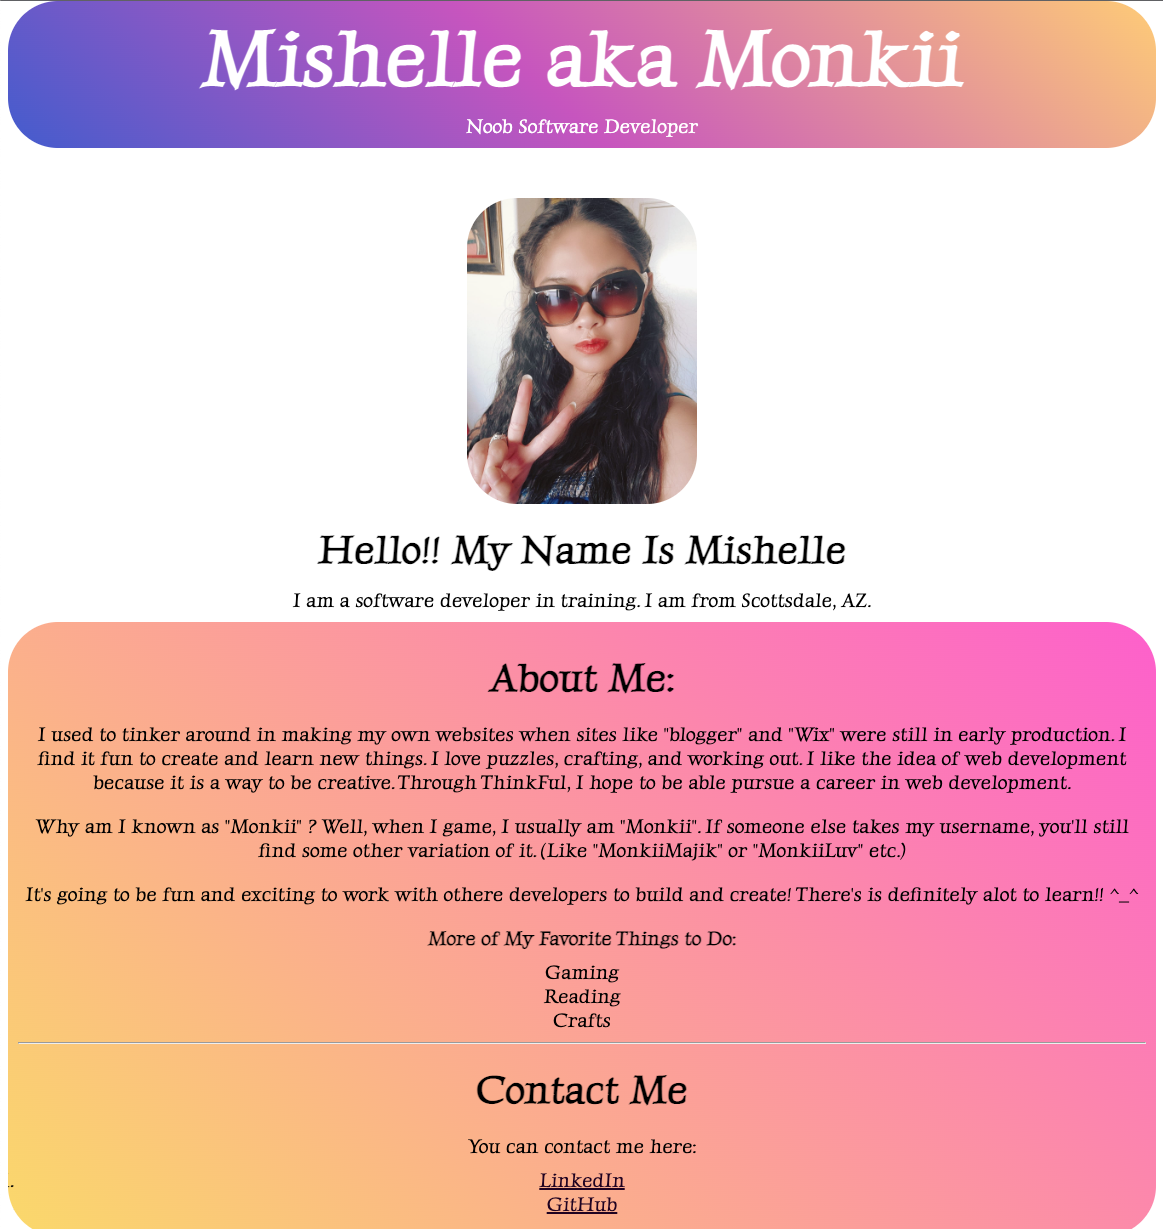 Mishelle aka Monkii
Noob Software Developer
Hello!! My Name Is Mishelle
I am a software developer in training. I am from Scottsdale, AZ.
About Me:
I used to tinker around in making my own websites when sites like "blogger" and "Wix" were still in early production. I
find it fun to create and learn new things. I love puzzles, crafting, and working out. I like the idea of web development
because it is a way to be creative. Through ThinkFul, I hope to be able pursue a career in web development.
Why am I known as "Monkii" ? Well, when I game, I usually am "Monkii". If someone else takes my username, you'll still
find some other variation of it. (Like "MonkiiMajik" or "MonkiiLuv" etc.)
It's going to be fun and exciting to work with othere developers to build and create! There's is definitely alot to learn!! ^_^
More of My Favorite Things to Do:
Gaming
Reading
Crafts
Contact Me
You can contact me here:
LinkedIn
GitHub